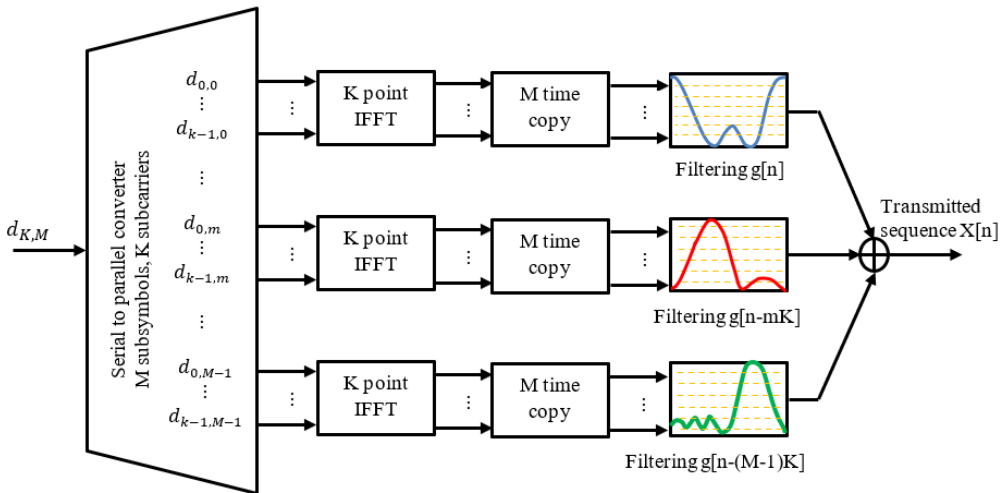 d_{K,M}
Serial to parallel converter
M subsymbols, K subcarriers
d_{0,0}
⋮
d_{k−1,0}
⋮
d_{0,m}
⋮
d_{k−1,m}
⋮
d_{0,M−1}
⋮
d_{k−1,M−1}
⋮
K point
IFFT
⋮
M time
copy
⋮
Filtering g[n]
⋮
K point
IFFT
⋮
M time
copy
⋮
Filtering g[n-mK]
⋮
K point
IFFT
⋮
M time
copy
⋮
Filtering g[n-(M-1)K]
Transmitted
sequence X[n]